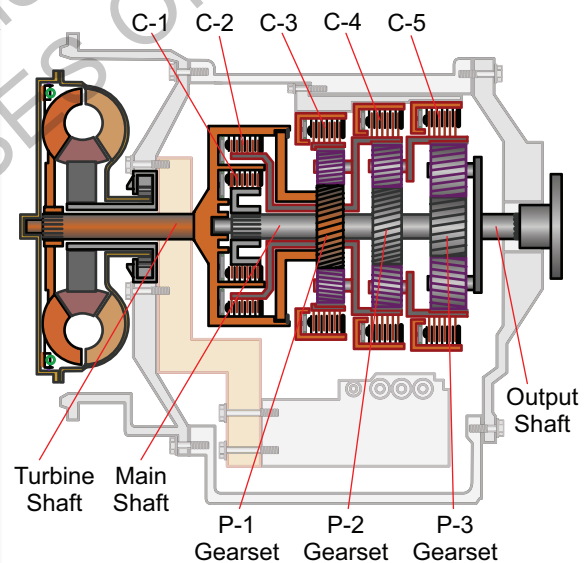 C-1 C-2 C-3 C-4 C-5
Output
Shaft
Turbine
Shaft
Main
Shaft
P-1
Gearset
P-2
Gearset
P-3
Gearset